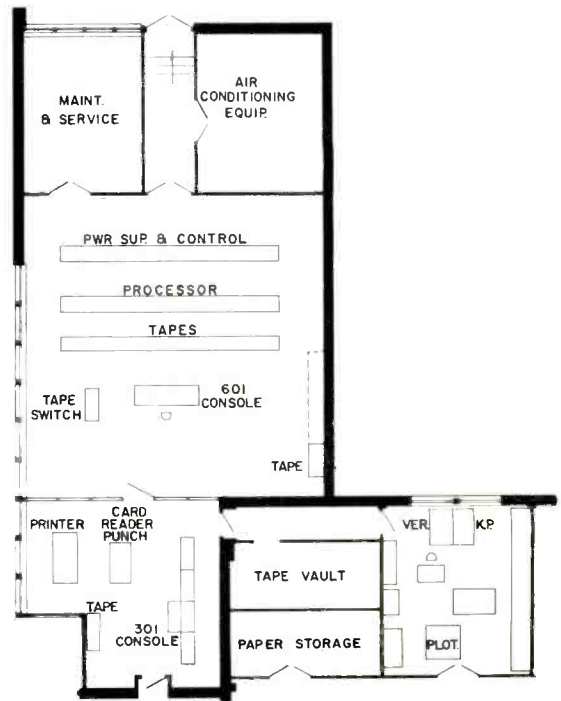 MAINT.
& SERVICE
AIR
CONDITIONING
EQUIP.
PWR SUP. & CONTROL
PROCESSOR
TAPES
TAPE
SWITCH
601
CONSOLE
TAPE
PRINTER
CARD
READER
PUNCH
VER.
K.P.
TAPE VAULT
TAPE
301
CONSOLE
PAPER STORAGE
PLOT.